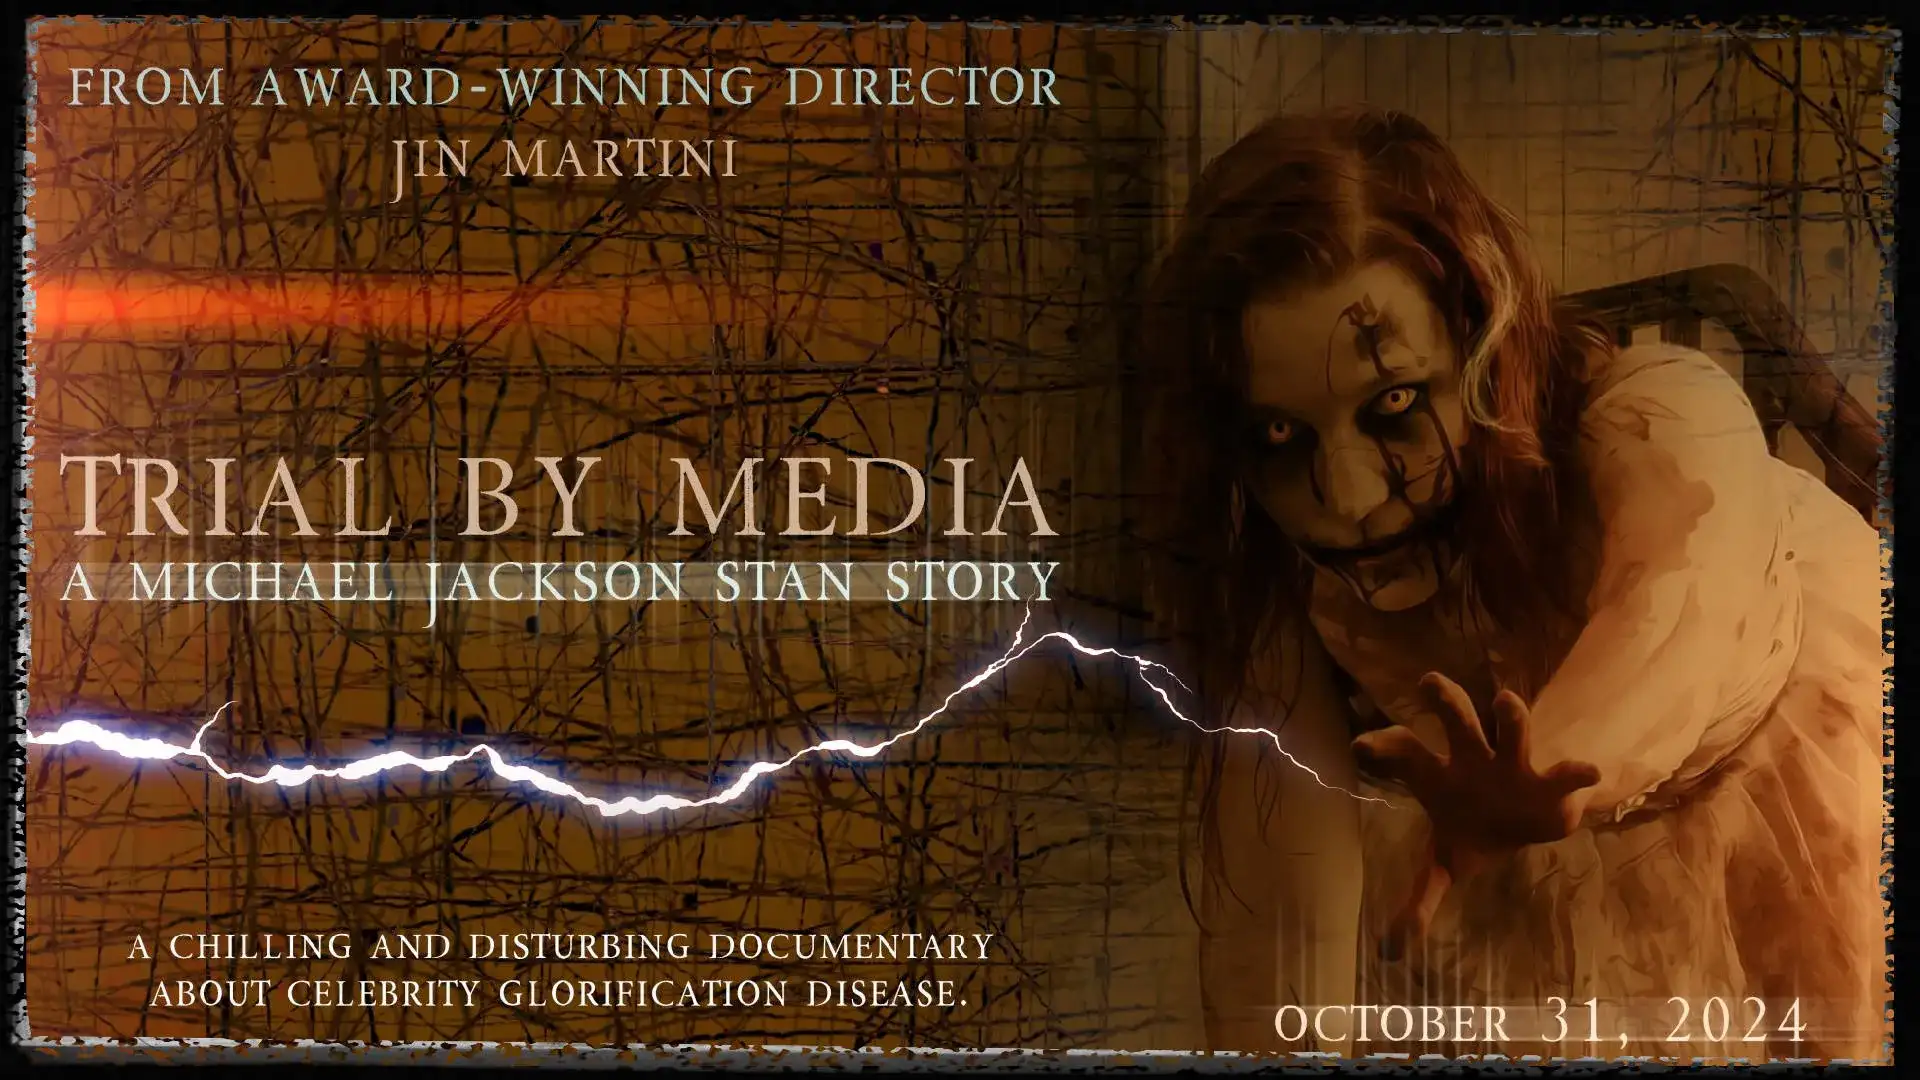 FROM AWARD-WINNING DIRECTOR
JIN MARTINI
TRIAL BY MEDIA
A MICHAEL JACKSON STAN STORY
A CHILLING AND DISTURBING DOCUMENTARY
ABOUT CELEBRITY GLORIFICATION DISEASE.
OCTOBER 31, 2024